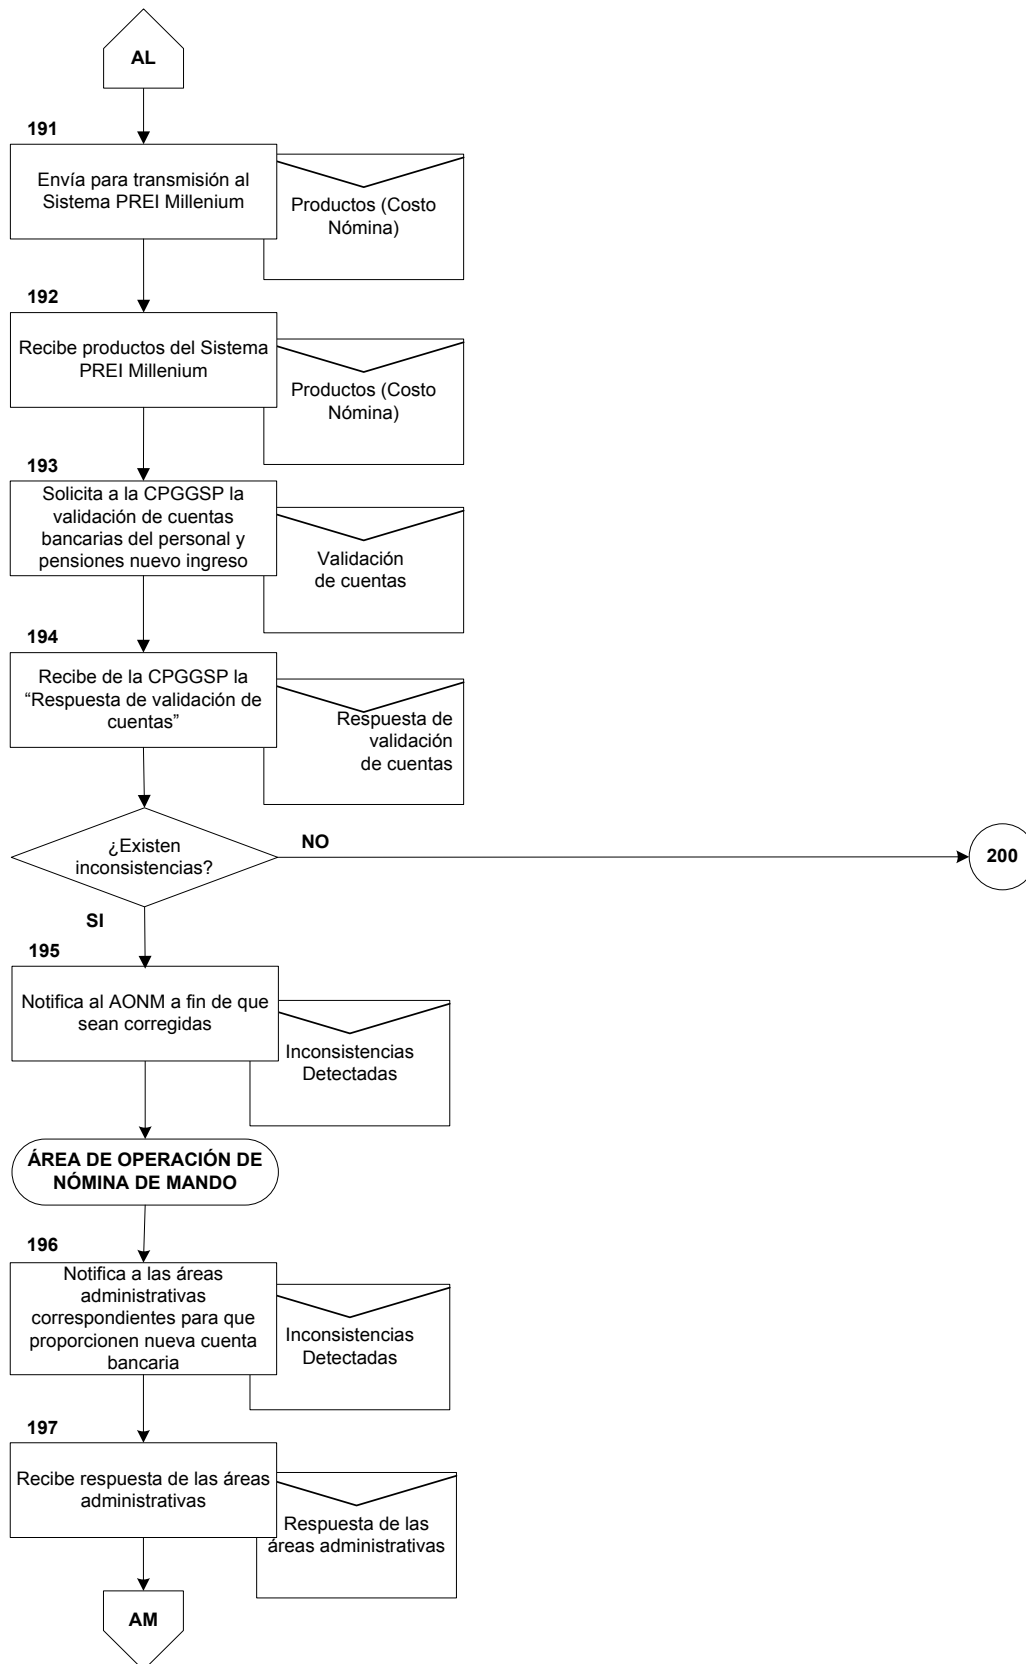 AL
191
Envía para transmisión al
Sistema PREI Millenium
Productos (Costo
Nómina)
192
Recibe productos del Sistema
PREI Millenium
Productos (Costo
Nómina)
193
Solicita a la CPGGSP la
validación de cuentas
bancarias del personal y
pensiones nuevo ingreso
Validación
de cuentas
194
Recibe de la CPGGSP la
“Respuesta de validación de
cuentas”
Respuesta de
validación
de cuentas
¿Existen
inconsistencias?
NO
200
SI
195
Notifica al AONM a fin de que
sean corregidas
Inconsistencias
Detectadas
ÁREA DE OPERACIÓN DE
NÓMINA DE MANDO
196
Notifica a las áreas
administrativas
correspondientes para que
proporcionen nueva cuenta
bancaria
Inconsistencias
Detectadas
197
Recibe respuesta de las áreas
administrativas
Respuesta de las
áreas administrativas
AM